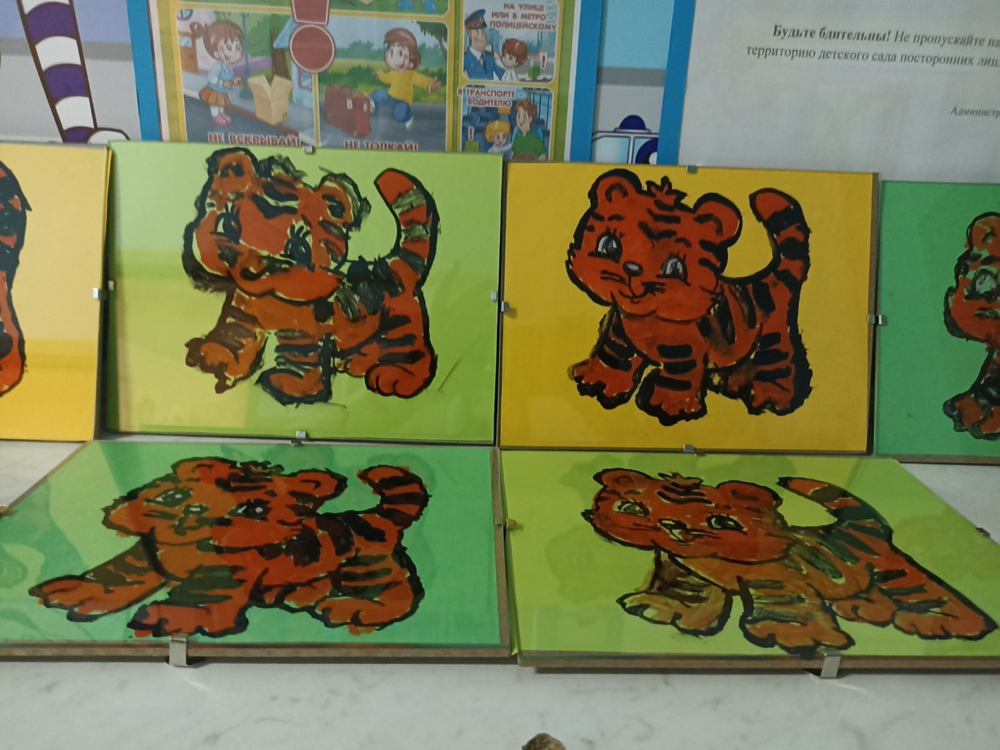 НА УЛИЦЕ
ИЛИ В МЕТРО -
ПОЛИЦЕЙСКОМУ
!
В ТРАНСПОРТЕ -
ВОДИТЕЛЮ
!
НЕ ВСКРЫВАЙ!
НЕ ТОПКАЙ!
Будьте бдительны! Не пропускайте на
территорию детского сада посторонних лиц.